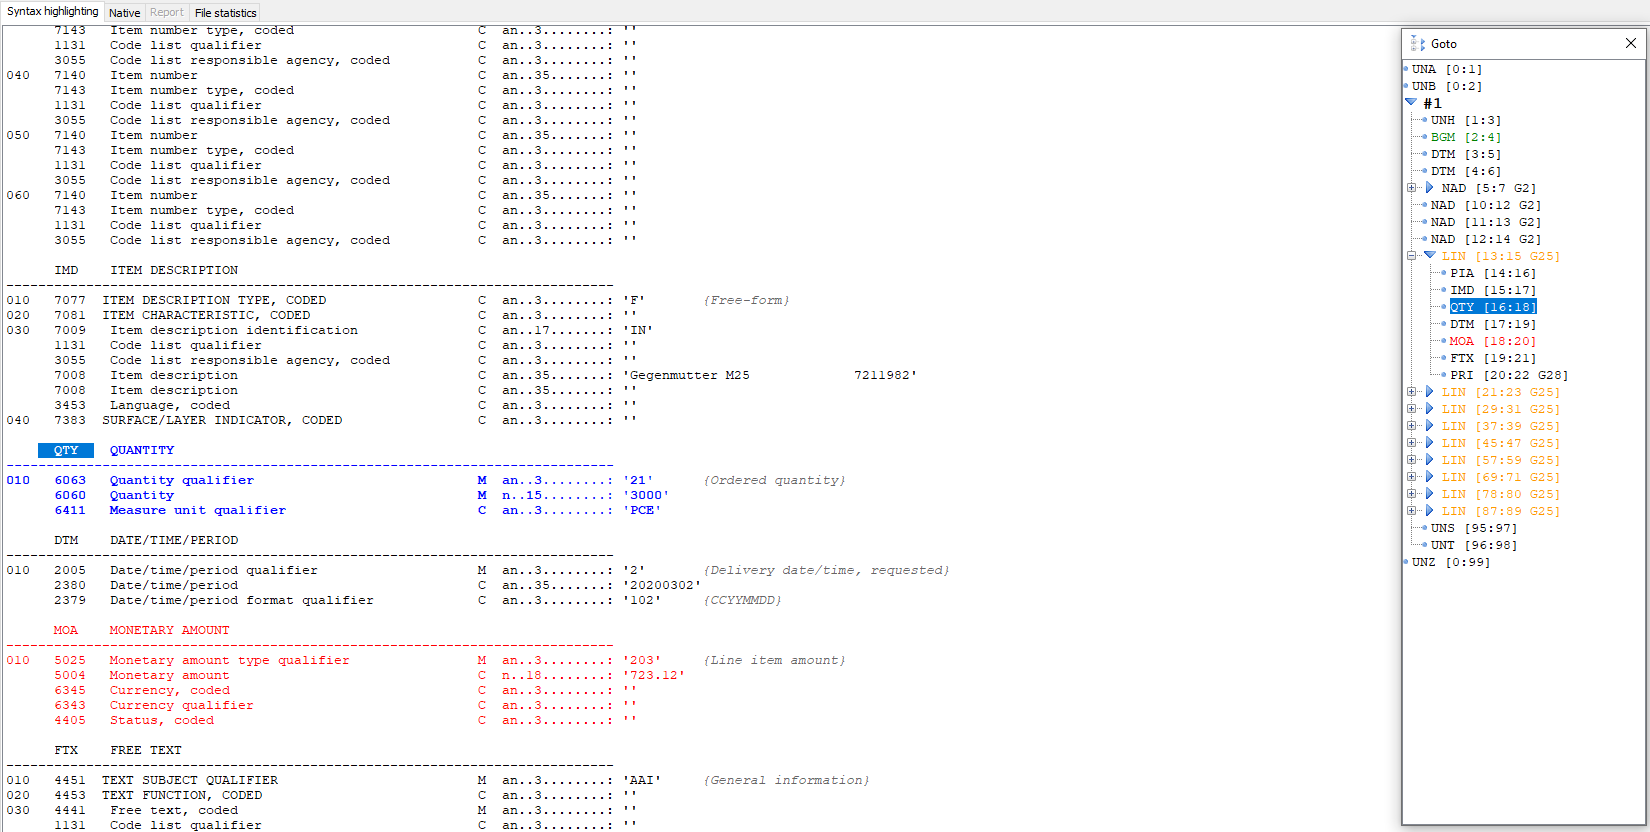 Syntax highlighting Native Report File statistics
7143 Item number type, coded C an..3........: ''
1131 Code list qualifier C an..3........: ''
3055 Code list responsible agency, coded C an..3........: ''
040 7140 Item number C an..35.......: ''
7143 Item number type, coded C an..3........: ''
1131 Code list qualifier C an..3........: ''
3055 Code list responsible agency, coded C an..3........: ''
050 7140 Item number C an..35.......: ''
7143 Item number type, coded C an..3........: ''
1131 Code list qualifier C an..3........: ''
3055 Code list responsible agency, coded C an..3........: ''
060 7140 Item number C an..35.......: ''
7143 Item number type, coded C an..3........: ''
1131 Code list qualifier C an..3........: ''
3055 Code list responsible agency, coded C an..3........: ''
IMD ITEM DESCRIPTION
----------------------------------------------------------------------------
010 7077 ITEM DESCRIPTION TYPE, CODED C an..3........: 'F' {Free-form}
020 7081 ITEM CHARACTERISTIC, CODED C an..3........: ''
030 7009 Item description identification C an..17.......: 'IN'
1131 Code list qualifier C an..3........: ''
3055 Code list responsible agency, coded C an..3........: ''
7008 Item description C an..35.......: 'Gegenmutter M25             7211982'
7008 Item description C an..35.......: ''
3453 Language, coded C an..3........: ''
040 7383 SURFACE/LAYER INDICATOR, CODED C an..3........: ''
QTY QUANTITY
----------------------------------------------------------------------------
010 6063 Quantity qualifier M an..3........: '21' {Ordered quantity}
6060 Quantity M n..15........: '3000'
6411 Measure unit qualifier C an..3........: 'PCE'
DTM DATE/TIME/PERIOD
----------------------------------------------------------------------------
010 2005 Date/time/period qualifier M an..3........: '2' {Delivery date/time, requested}
2380 Date/time/period C an..35.......: '20200302'
2379 Date/time/period format qualifier C an..3........: '102' {CCYYMMDD}
MOA MONETARY AMOUNT
----------------------------------------------------------------------------
010 5025 Monetary amount type qualifier M an..3........: '203' {Line item amount}
5004 Monetary amount C n..18........: '723.12'
6345 Currency, coded C an..3........: ''
6343 Currency qualifier C an..3........: ''
4405 Status, coded C an..3........: ''
FTX FREE TEXT
----------------------------------------------------------------------------
010 4451 TEXT SUBJECT QUALIFIER M an..3........: 'AAI' {General information}
020 4453 TEXT FUNCTION, CODED C an..3........: ''
030 4441 Free text, coded M an..3........: ''
1131 Code list qualifier C an..3........: ''
Goto
UNA [0:1]
UNB [0:2]
#1
UNH [1:3]
BGM [2:4]
DTM [3:5]
DTM [4:6]
NAD [5:7 G2]
NAD [10:12 G2]
NAD [11:13 G2]
NAD [12:14 G2]
LIN [13:15 G25]
PIA [14:16]
IMD [15:17]
QTY [16:18]
DTM [17:19]
MOA [18:20]
FTX [19:21]
PRI [20:22 G28]
LIN [21:23 G25]
LIN [29:31 G25]
LIN [37:39 G25]
LIN [45:47 G25]
LIN [57:59 G25]
LIN [69:71 G25]
LIN [78:80 G25]
LIN [87:89 G25]
UNS [95:97]
UNT [96:98]
UNZ [0:99]